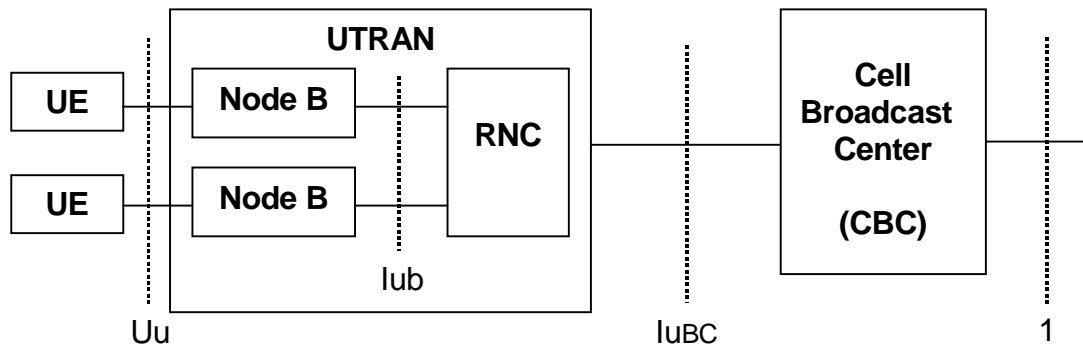 UTRAN
UE
Node B
RNC
UE
Node B
Iub
Cell
Broadcast
Center
(CBC)
Uu
IuBC
1